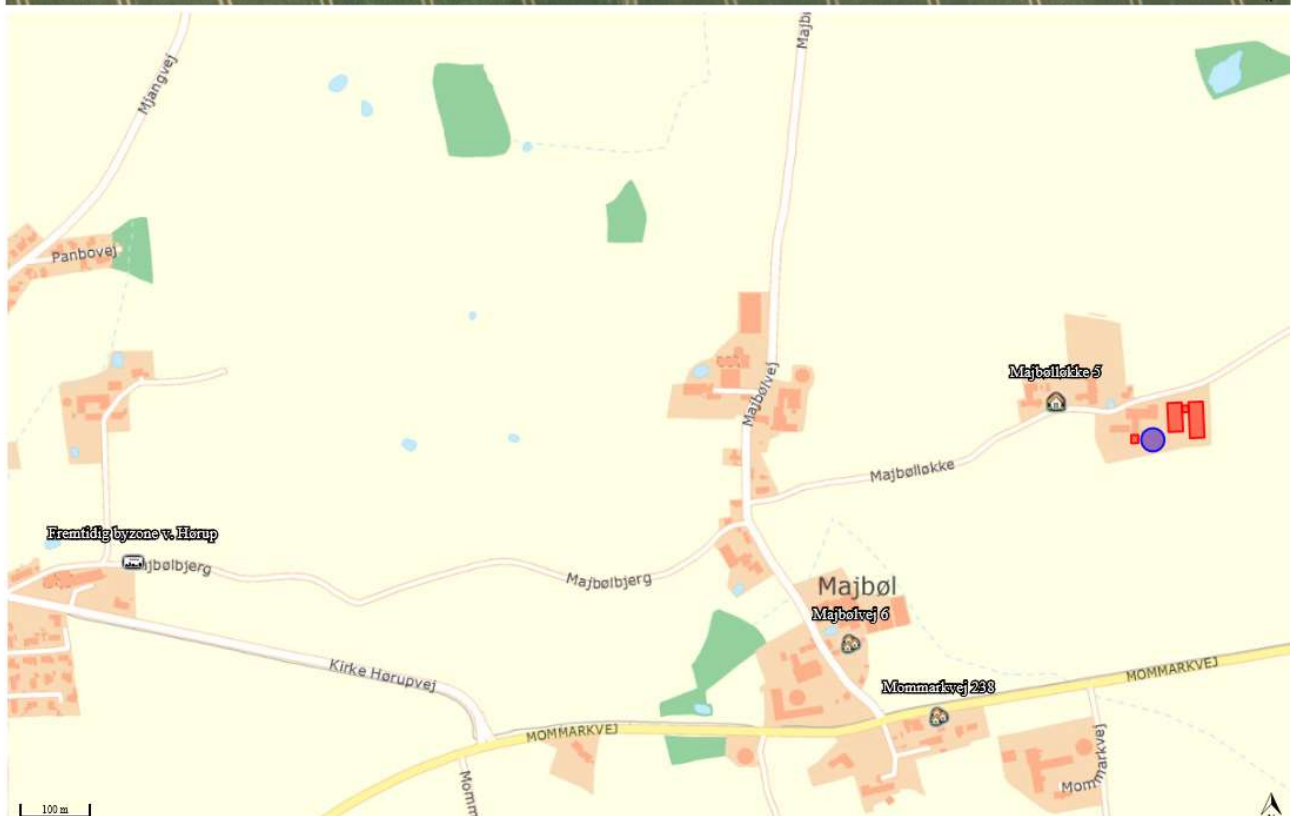 Mjangvej
Majb
Panbovej
Majbølløkke 5
Majbølvej
Majbølløkke
Fremtidig byzone v. Hørup
jbølbjerg
Majbølbjerg
Majbøl
Majbølvej 6
Kirke Hørupvej
Mommarkvej 238
MOMMARKVEJ
MOMMARKVEJ
Momm
Mommarkvej
100 m